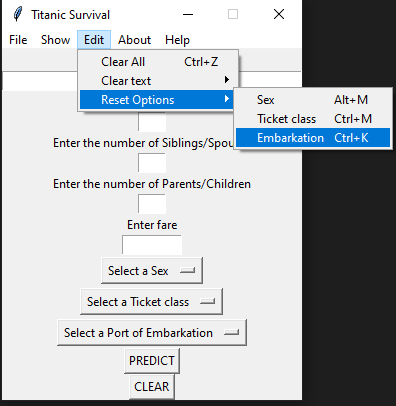 Titanic Survival
File Show Edit About Help
Clear All Ctrl+Z
Clear text
Reset Options
Sex Alt+M
Ticket class Ctrl+M
Embarkation Ctrl+K
Enter the number of Siblings/Spou
Enter the number of Parents/Children
Enter fare
Select a Sex
Select a Ticket class
Select a Port of Embarkation
PREDICT
CLEAR